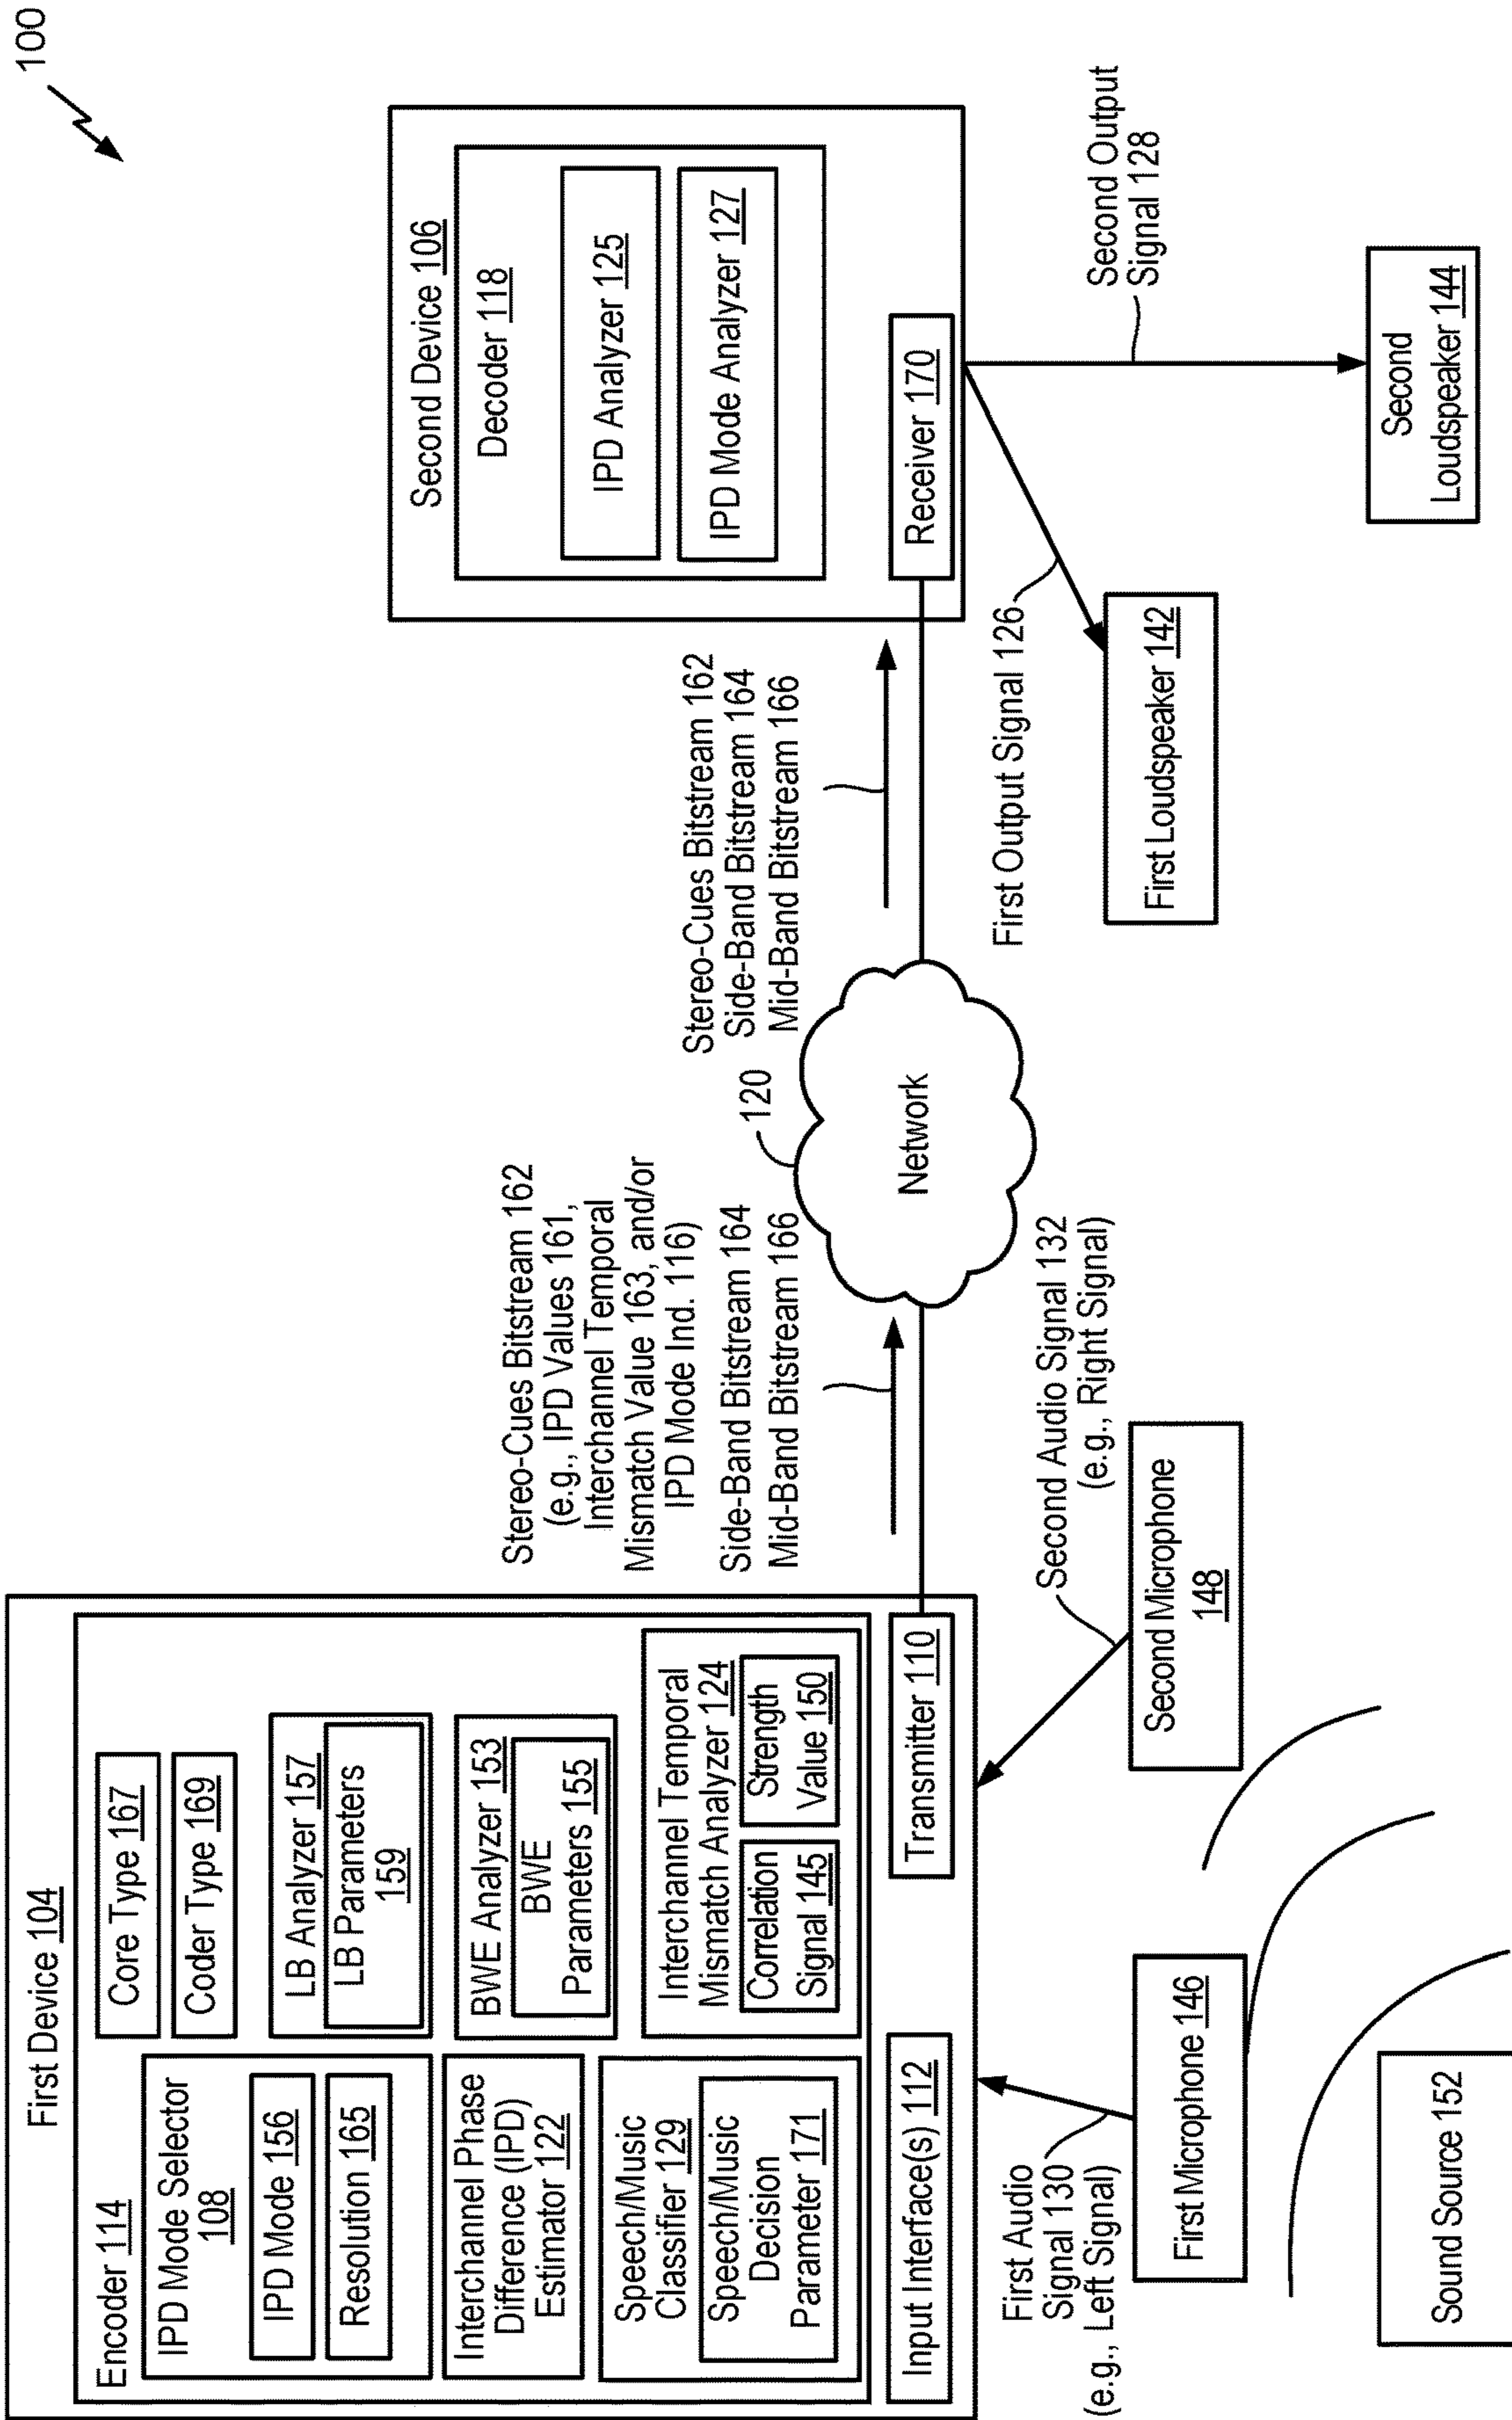 100
First Device 104
Encoder 114
IPD Mode Selector
108
IPD Mode 156
Resolution 165
Core Type 167
Coder Type 169
LB Analyzer 157
LB Parameters
159
Interchannel Phase
Difference (IPD)
Estimator 122
BWE Analyzer 153
BWE
Parameters 155
Speech/Music
Classifier 129
Speech/Music
Decision
Parameter 171
Interchannel Temporal
Mismatch Analyzer 124
Correlation
Signal 145
Strength
Value 150
Input Interface(s) 112
Transmitter 110
First Audio
Signal 130
(e.g., Left Signal)
First Microphone 146
Second Audio Signal 132
(e.g., Right Signal)
Second Microphone
148
Sound Source 152
Stereo-Cues Bitstream 162
(e.g., IPD Values 161,
Interchannel Temporal
Mismatch Value 163, and/or
IPD Mode Ind. 116)
Side-Band Bitstream 164
Mid-Band Bitstream 166
120
Network
Stereo-Cues Bitstream 162
Side-Band Bitstream 164
Mid-Band Bitstream 166
Second Device 106
Decoder 118
IPD Analyzer 125
IPD Mode Analyzer 127
Receiver 170
First Output Signal 126
First Loudspeaker 142
Second Output
Signal 128
Second
Loudspeaker 144